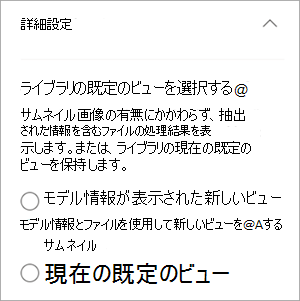 詳細設定
ライブラリの既定のビューを選択する@
サムネイル画像の有無にかかわらず、抽出
された情報を含むファイルの処理結果を表
示します。または、ライブラリの現在の既定の
ビューを保持します。
モデル情報が表示された新しいビュー
モデル情報とファイルを使用して新しいビューを@Aする
サムネイル
現在の既定のビュー